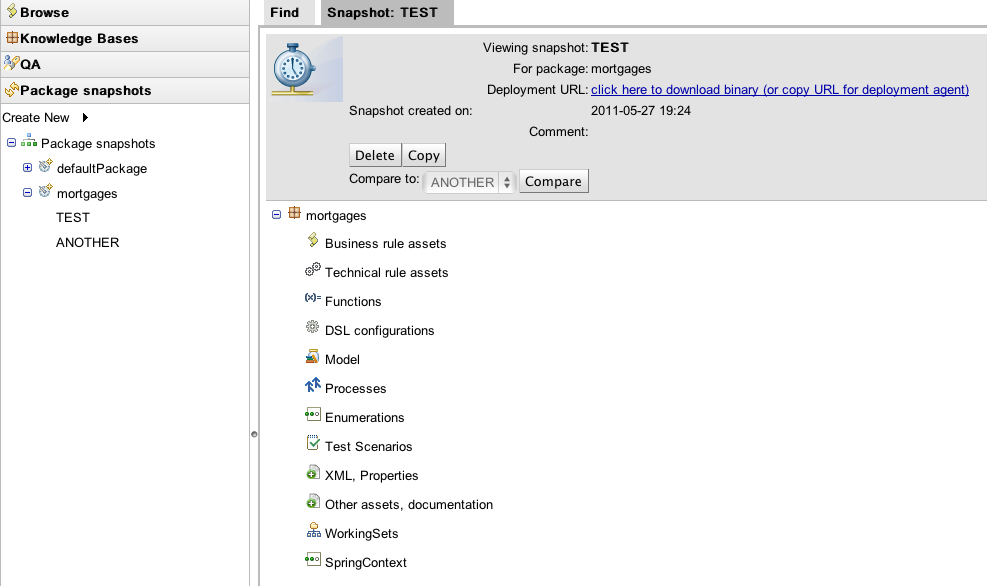 Browse
Knowledge Bases
QA
Package snapshots
Create New
Package snapshots
defaultPackage
mortgages
TEST
ANOTHER
Find
Snapshot: TEST
Viewing snapshot: TEST
For package: mortgages
Deployment URL: click here to download binary (or copy URL for deployment agent)
Snapshot created on: 2011-05-27 19:24
Comment:
Delete Copy
Compare to: ANOTHER Compare
mortgages
Business rule assets
Technical rule assets
(x)= Functions
DSL configurations
Model
Processes
Enumerations
Test Scenarios
XML, Properties
Other assets, documentation
WorkingSets
SpringContext